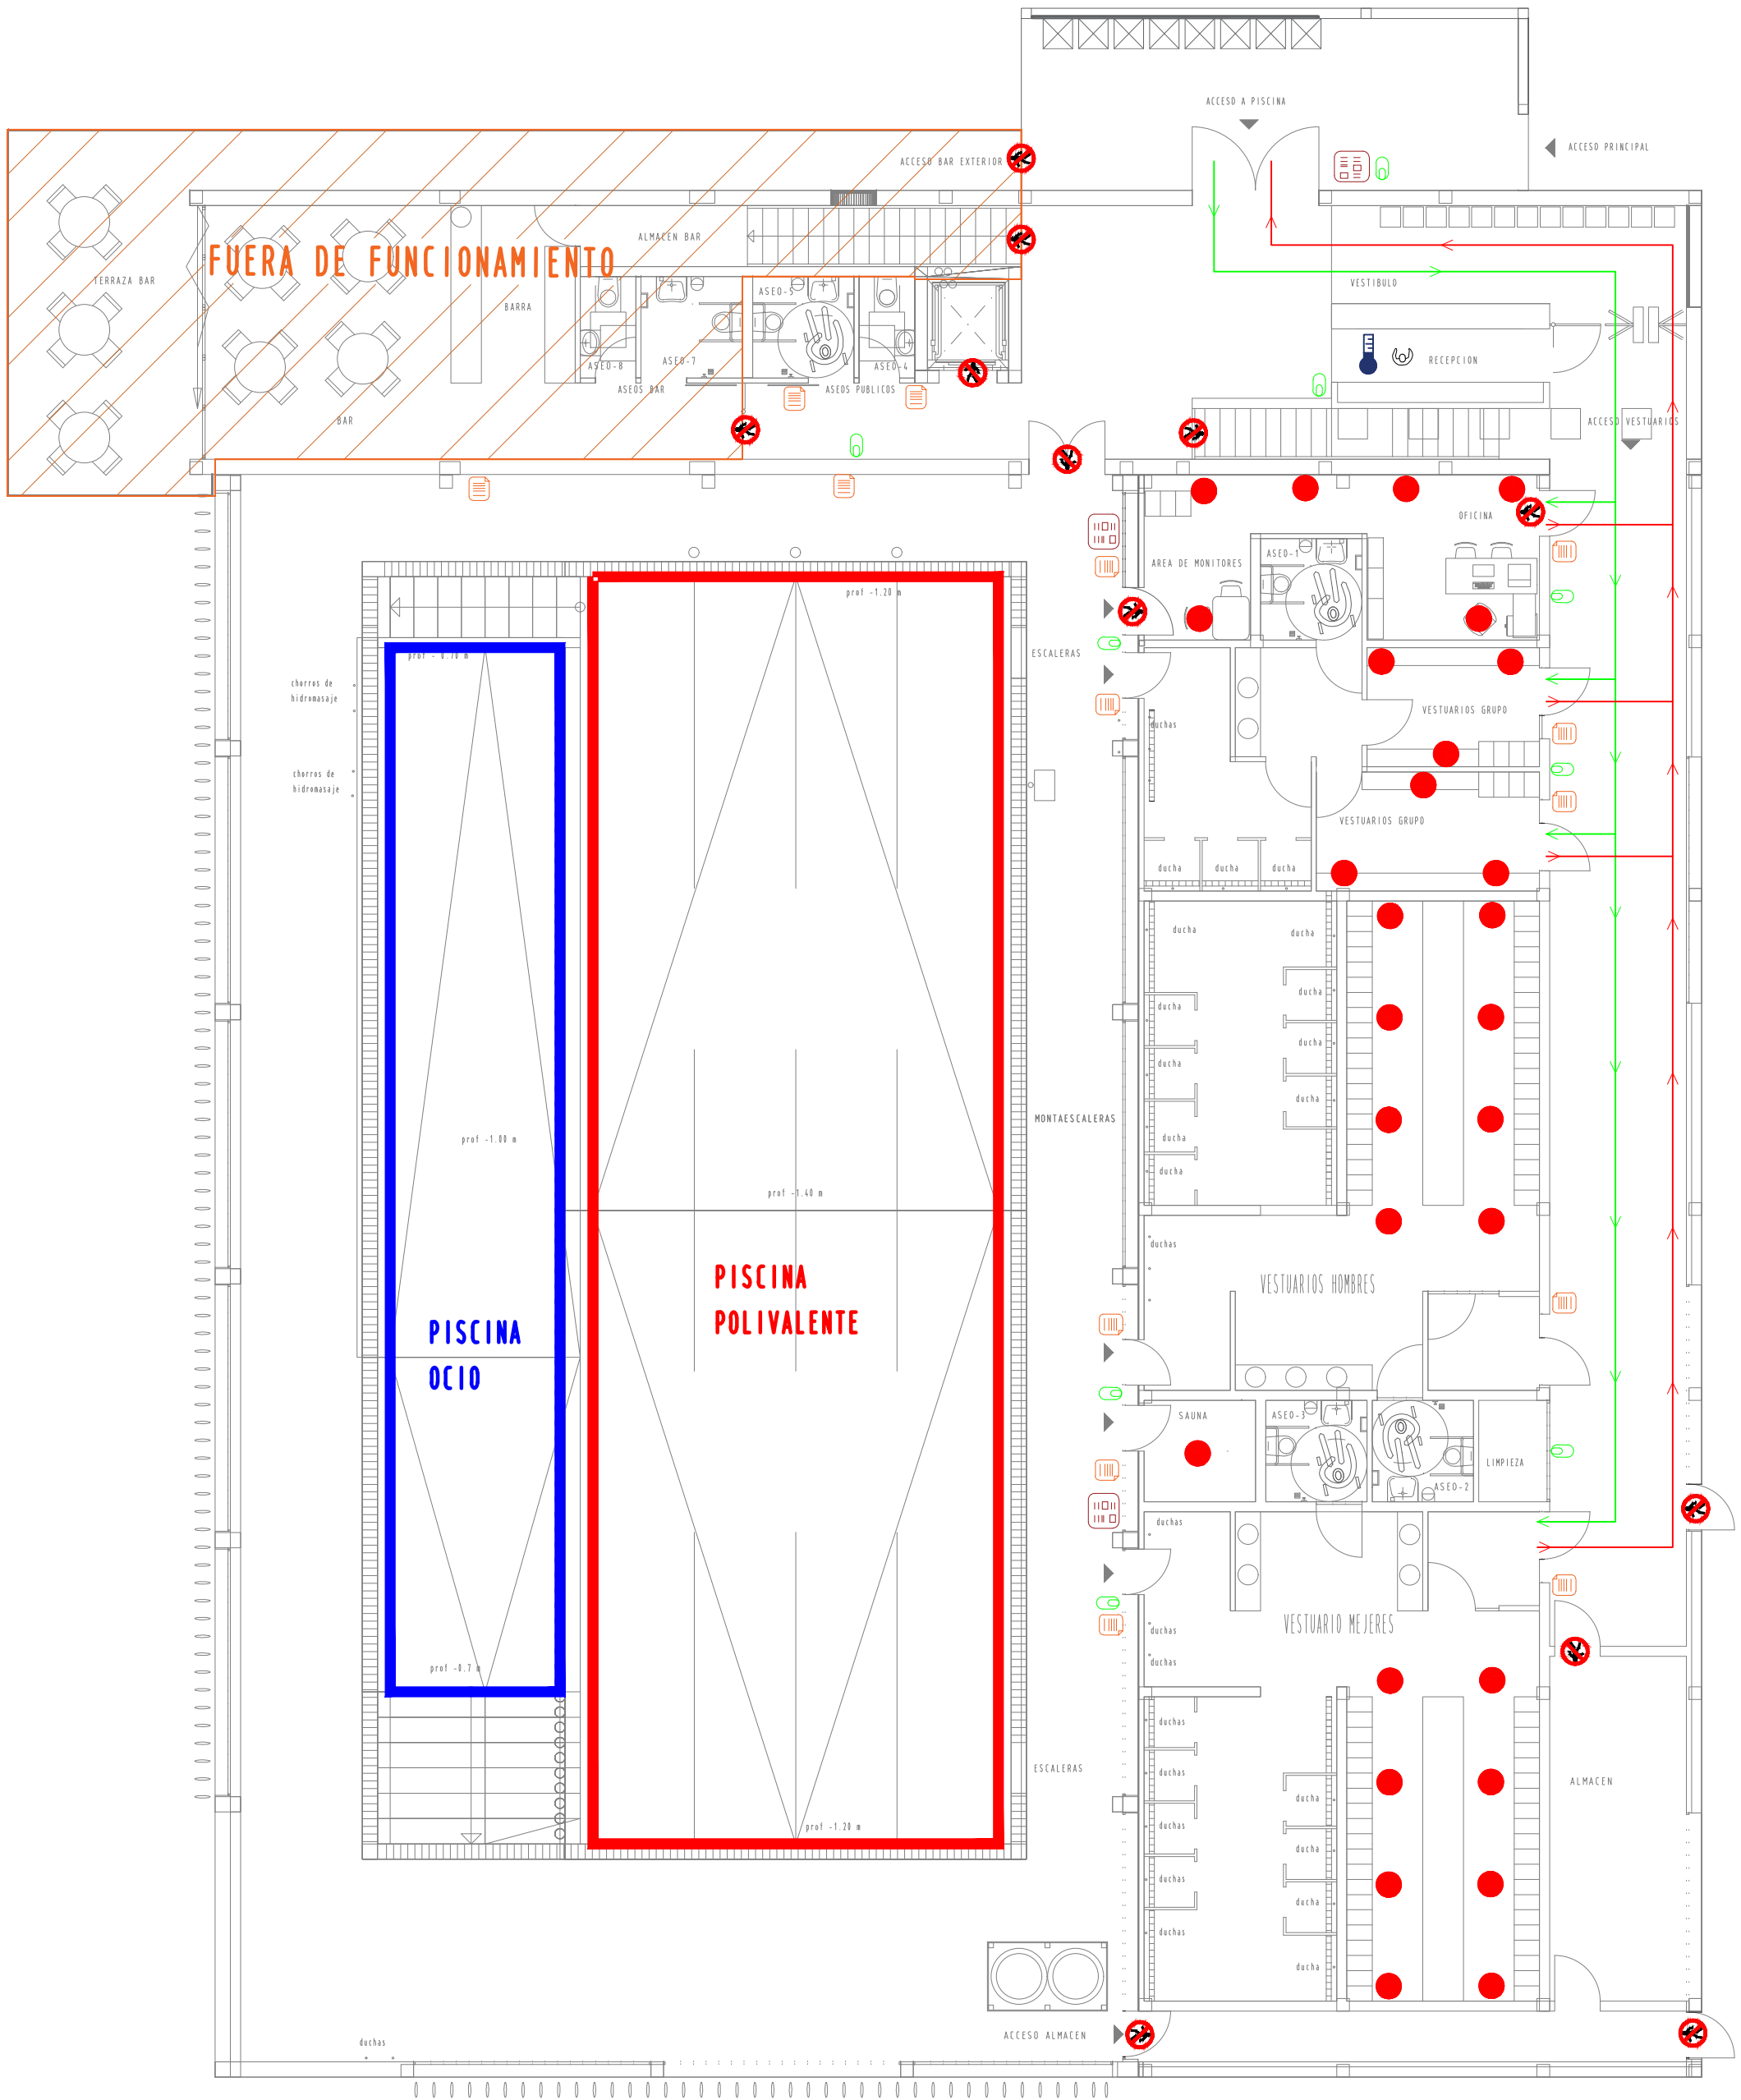 ACCESO A PISCINA
ACCESO PRINCIPAL
ACCESO BAR EXTERIOR
ALMACEN BAR
FUERA DE FUNCIONAMIENTO
TERRAZA BAR
BARRA
ASEO-5
VESTIBULO
ASEO-8
ASEO-7
ASEO-4
RECEPCION
ASEOS BAR
ASEOS PUBLICOS
BAR
ACCESO VESTUARIOS
OFICINA
ASEO-1
AREA DE MONITORES
prof -1.20 m
ESCALERAS
prof - 0.70 m
chorros de
hidromasaje
VESTUARIOS GRUPO
duchas
chorros de
hidromasaje
VESTUARIOS GRUPO
ducha
ducha
ducha
ducha
ducha
ducha
ducha
ducha
ducha
ducha
MONTAESCALERAS
prof -1.00 m
ducha
ducha
prof -1.40 m
duchas
PISCINA
POLIVALENTE
VESTUARIOS HOMBRES
PISCINA
OCIO
SAUNA
ASEO-3
LIMPIEZA
ASEO-2
duchas
VESTUARIO MEJERES
duchas
duchas
prof -0.7 m
duchas
ESCALERAS
duchas
ALMACEN
ducha
prof -1.20 m
duchas
ducha
duchas
ducha
duchas
ducha
ACCESO ALMACEN
duchas